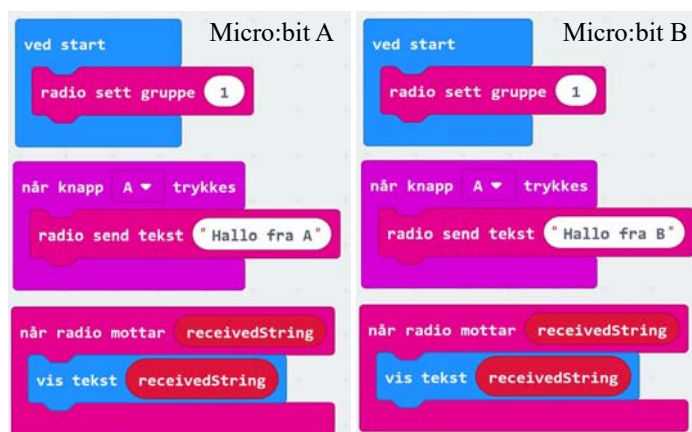 Micro:bit A
ved start
radio sett gruppe 1
når knapp A trykkes
radio send tekst "Hallo fra A"
når radio mottar receivedString
vis tekst receivedString
Micro:bit B
ved start
radio sett gruppe 1
når knapp A trykkes
radio send tekst "Hallo fra B"
når radio mottar receivedString
vis tekst receivedString